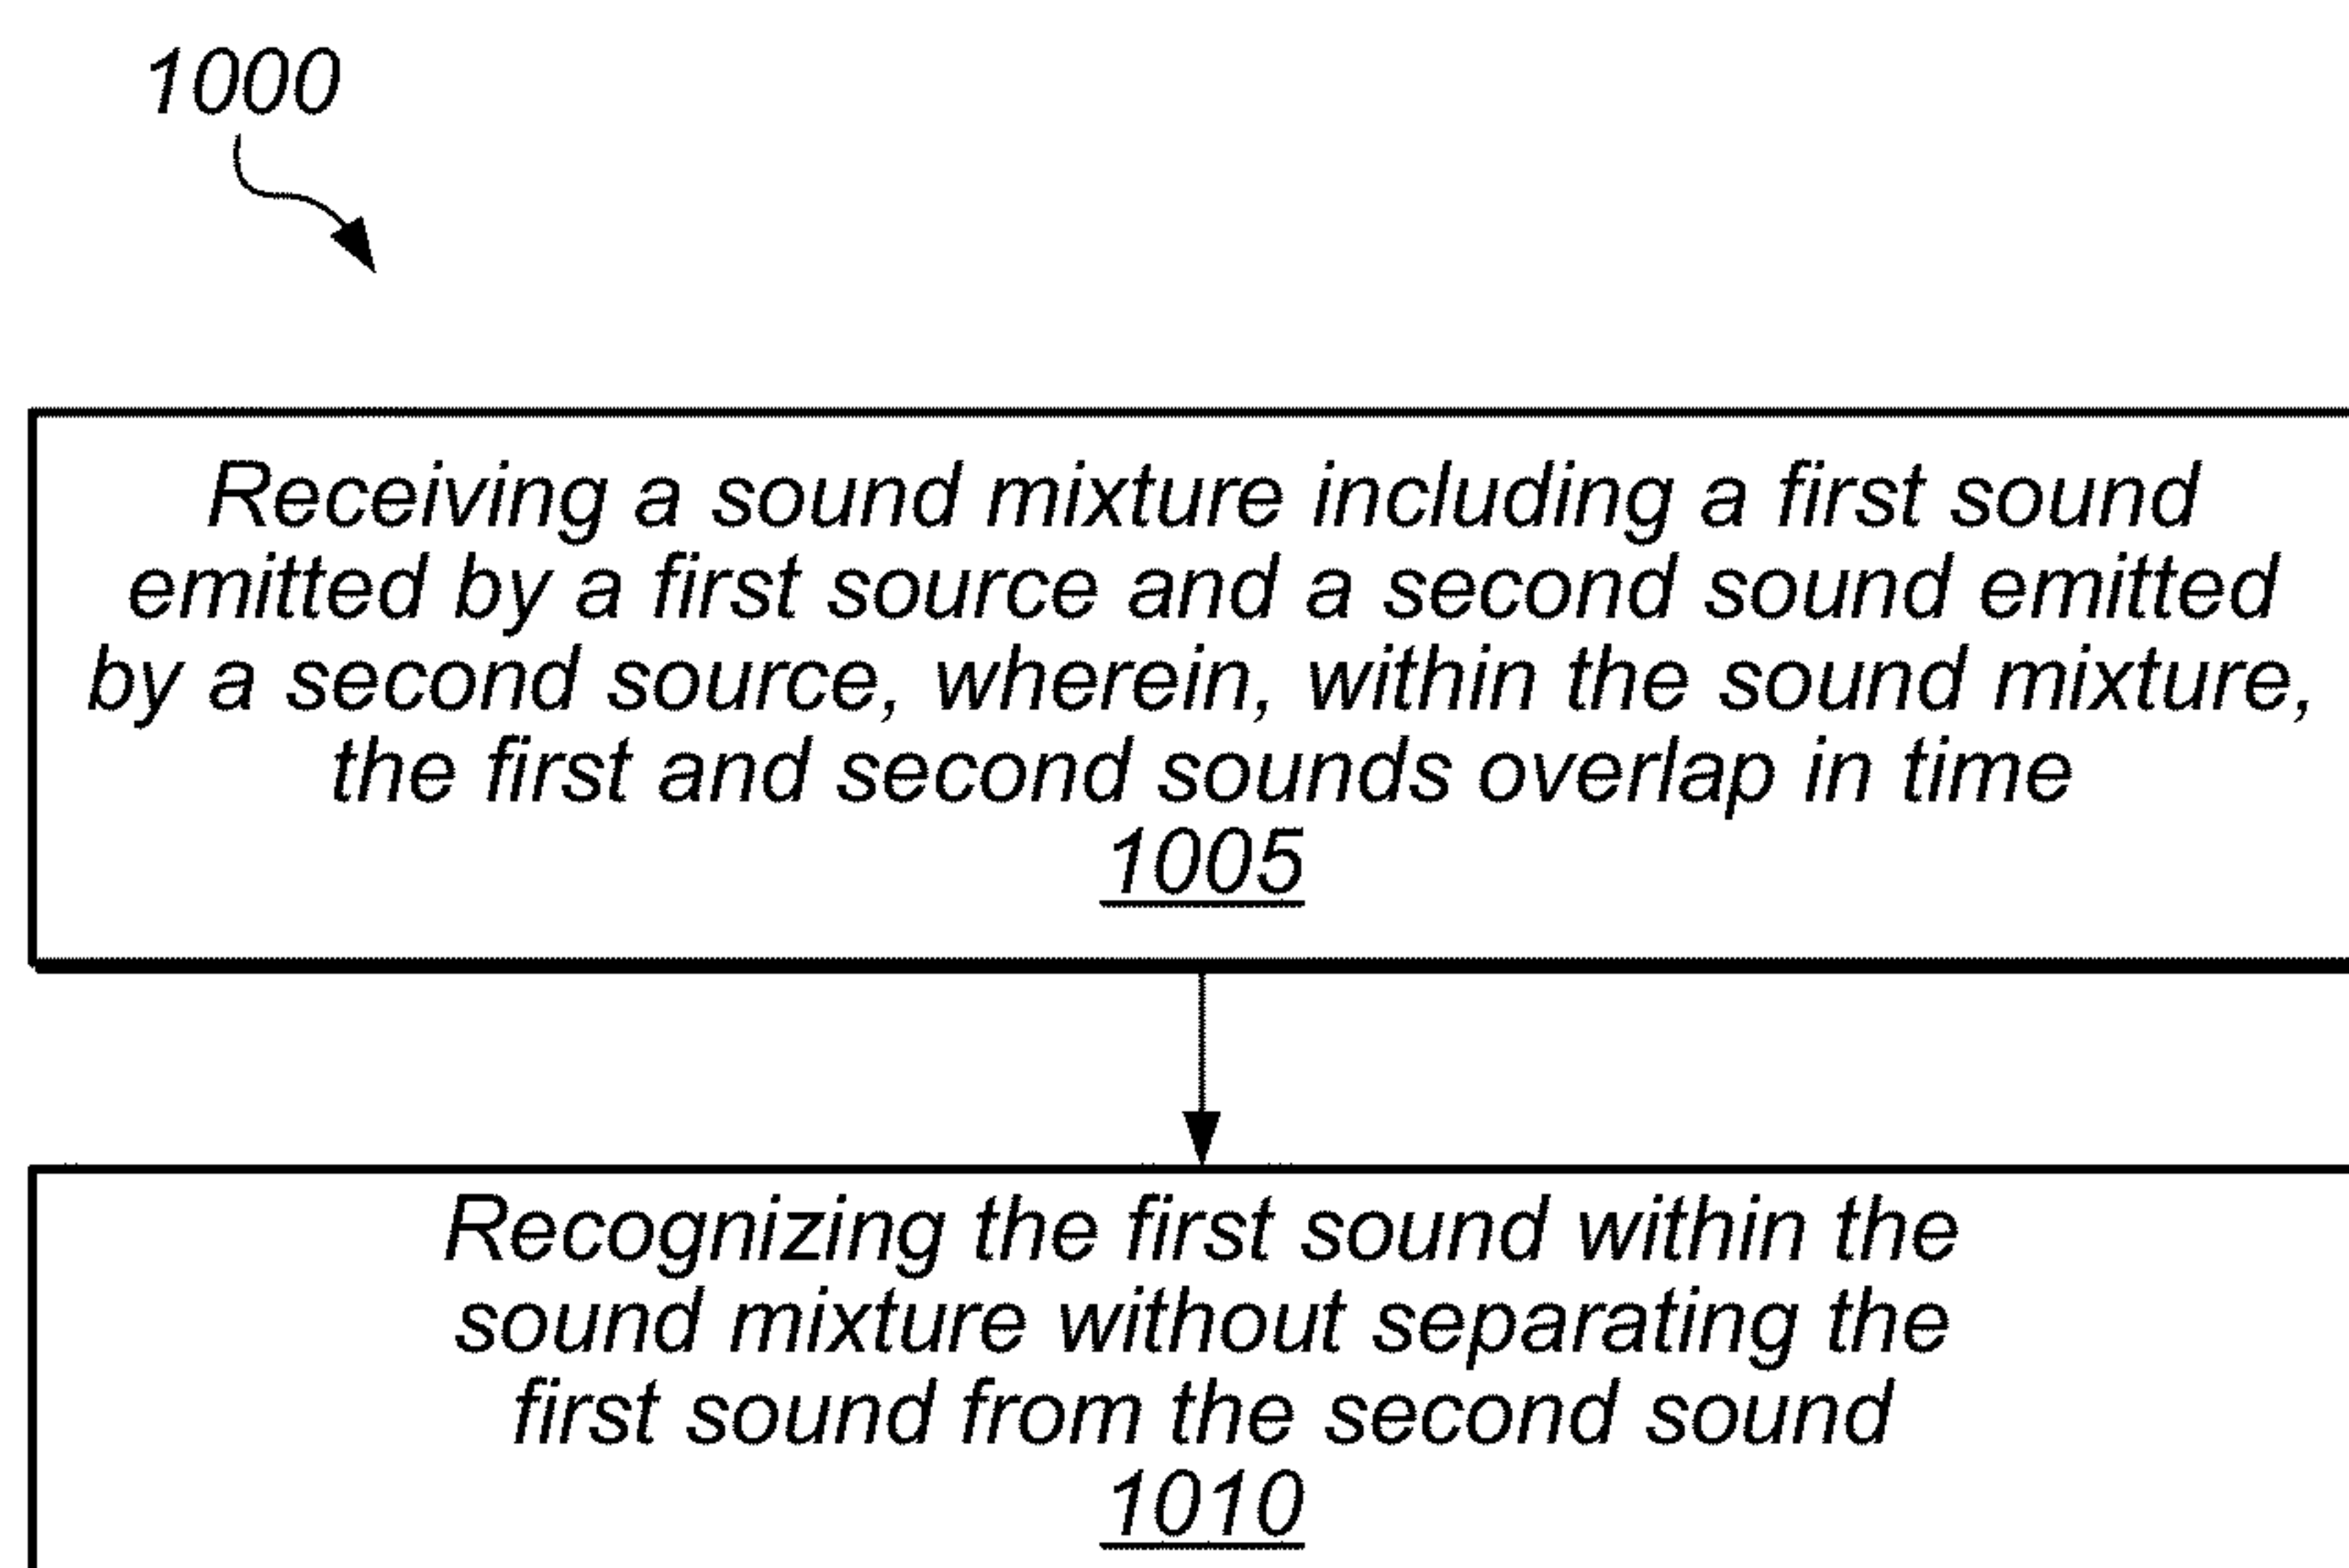 1000
Receiving a sound mixture including a first sound
emitted by a first source and a second sound emitted
by a second source, wherein, within the sound mixture,
the first and second sounds overlap in time
1005
Recognizing the first sound within the
sound mixture without separating the
first sound from the second sound
1010